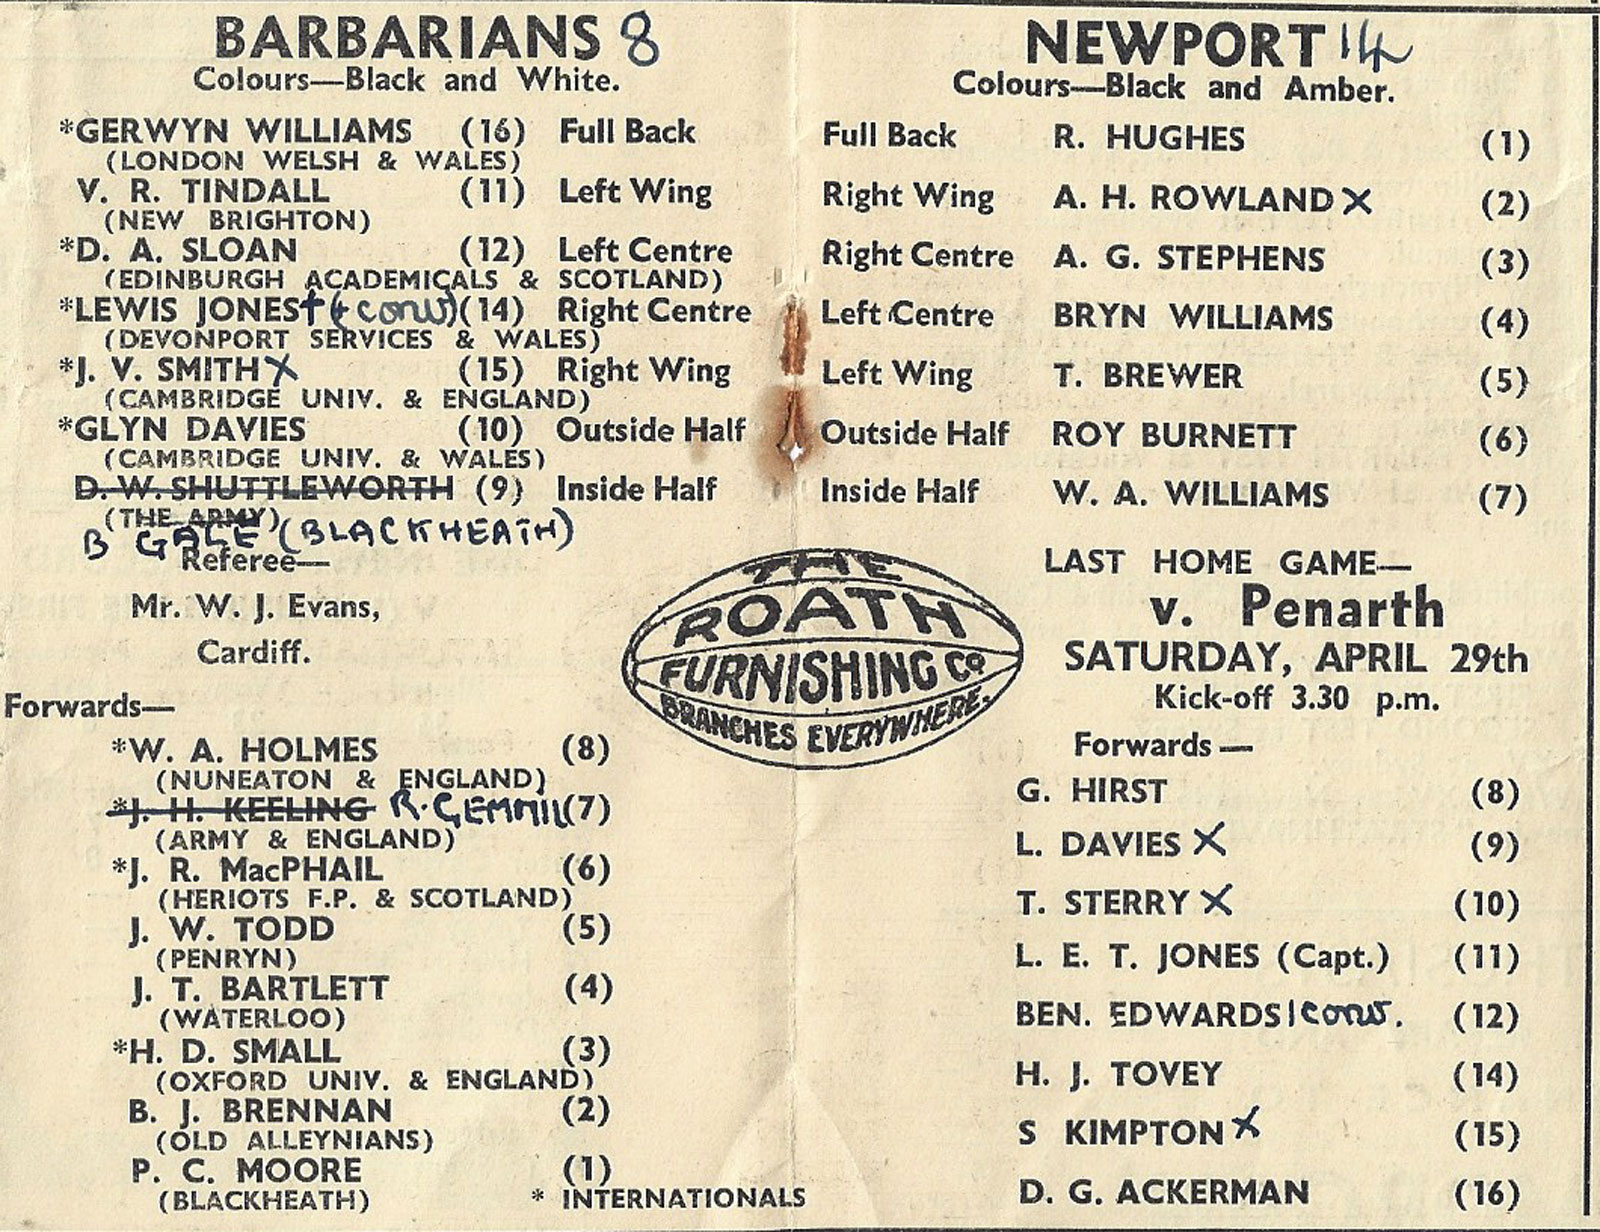 BARBARIANS 8
Colours—Black and White.
*GERWYN WILLIAMS (16) Full Back
(LONDON WELSH & WALES)
V. R. TINDALL (11) Left Wing
(NEW BRIGHTON)
*D. A. SLOAN (12) Left Centre
(EDINBURGH ACADEMICALS & SCOTLAND)
*LEWIS JONES † (+ conv) (14) Right Centre
(DEVONPORT SERVICES & WALES)
*J. V. SMITH X (15) Right Wing
(CAMBRIDGE UNIV. & ENGLAND)
*GLYN DAVIES (10) Outside Half
(CAMBRIDGE UNIV. & WALES)
D. W. SHUTTLEWORTH (9) Inside Half
(THE ARMY)
B GALE (BLACKHEATH)
Referee—
Mr. W. J. Evans,
Cardiff.
Forwards—
*W. A. HOLMES (8)
(NUNEATON & ENGLAND)
*J. H. KEELING R. GEMMILL (7)
(ARMY & ENGLAND)
*J. R. MacPHAIL (6)
(HERIOTS F.P. & SCOTLAND)
J. W. TODD (5)
(PENRYN)
J. T. BARTLETT (4)
(WATERLOO)
*H. D. SMALL (3)
(OXFORD UNIV. & ENGLAND)
B. J. BRENNAN (2)
(OLD ALLEYNIANS)
P. C. MOORE (1)
(BLACKHEATH)
* INTERNATIONALS
THE
ROATH
FURNISHING Co
BRANCHES EVERYWHERE.
NEWPORT 14
Colours—Black and Amber.
Full Back R. HUGHES (1)
Right Wing A. H. ROWLAND X (2)
Right Centre A. G. STEPHENS (3)
Left Centre BRYN WILLIAMS (4)
Left Wing T. BREWER (5)
Outside Half ROY BURNETT (6)
Inside Half W. A. WILLIAMS (7)
LAST HOME GAME—
v. Penarth
SATURDAY, APRIL 29th
Kick-off 3.30 p.m.
Forwards—
G. HIRST (8)
L. DAVIES X (9)
T. STERRY X (10)
L. E. T. JONES (Capt.) (11)
BEN. EDWARDS 1 conv. (12)
H. J. TOVEY (14)
S KIMPTON X (15)
D. G. ACKERMAN (16)